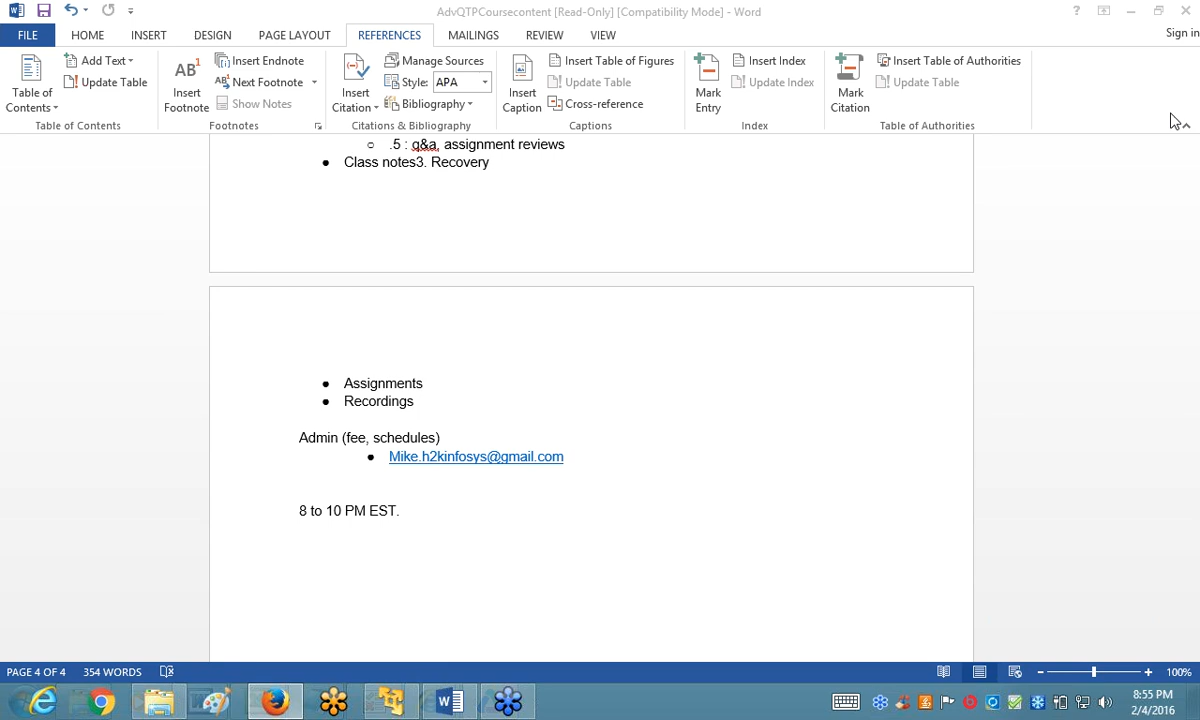 AdvQTPCoursecontent [Read-Only] [Compatibility Mode] - Word
?
FILE HOME INSERT DESIGN PAGE LAYOUT REFERENCES MAILINGS REVIEW VIEW Sign in
Table of Contents
Add Text
Update Table
Table of Contents
AB1 Insert Footnote
Insert Endnote
Next Footnote
Show Notes
Footnotes
Insert Citation
Manage Sources
Style: APA
Bibliography
Citations & Bibliography
Insert Caption
Insert Table of Figures
Update Table
Cross-reference
Captions
Mark Entry
Insert Index
Update Index
Index
Mark Citation
Insert Table of Authorities
Update Table
Table of Authorities
.5 : q&a, assignment reviews
Class notes3. Recovery
Assignments
Recordings
Admin (fee, schedules)
Mike.h2kinfosys@gmail.com
8 to 10 PM EST.
PAGE 4 OF 4 354 WORDS 100%
8:55 PM
2/4/2016